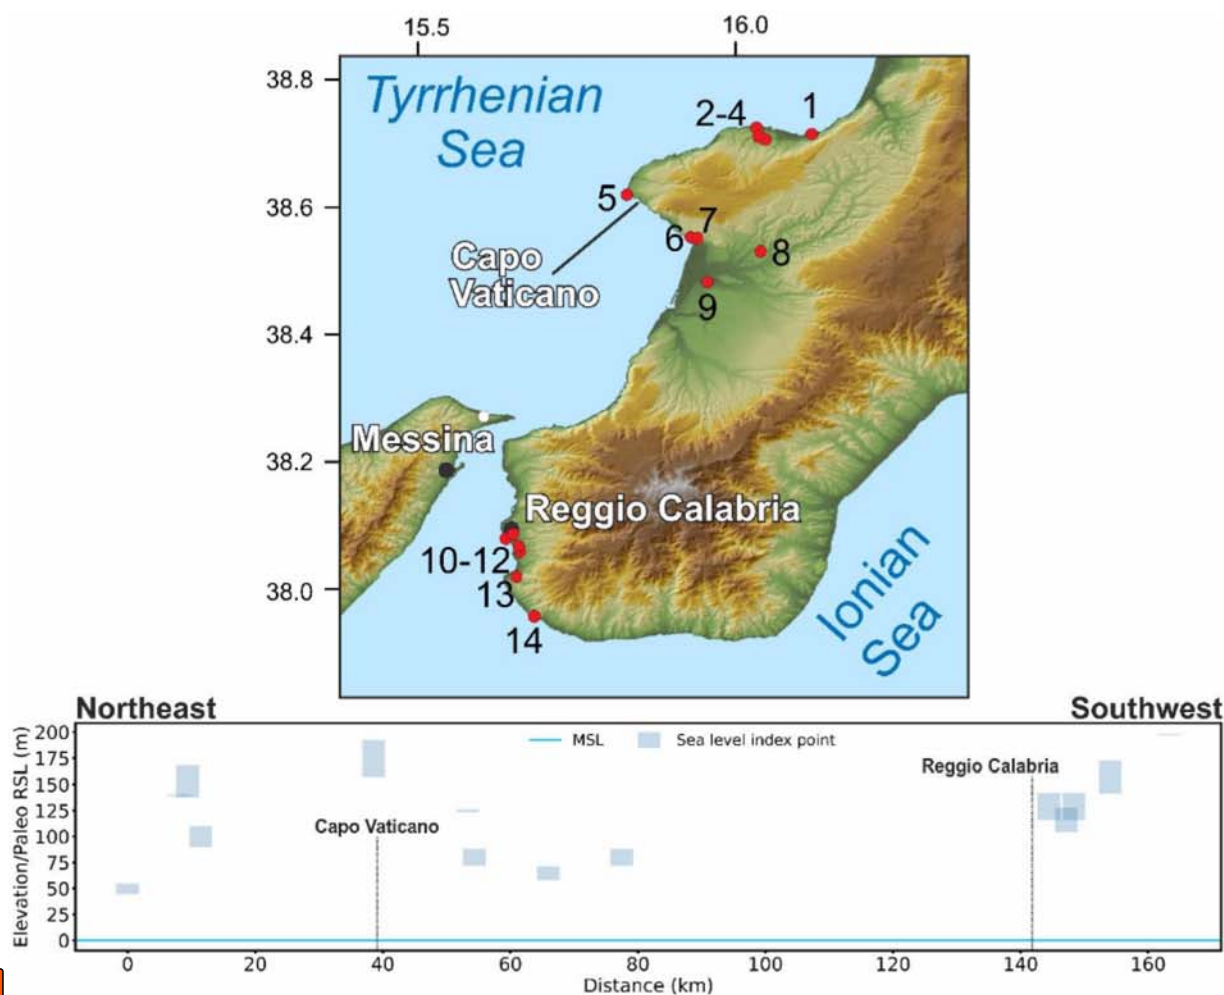 15.5 16.0
38.8
Tyrrhenian
Sea
2-4 1
38.6
5
7
6
8
Capo
Vaticano
9
38.4
Messina
38.2
Reggio Calabria
10-12
38.0
13
14
Ionian
Sea
Northeast Southwest
Elevation/Paleo RSL (m)
200
175
150
125
100
75
50
25
0
MSL Sea level index point
Reggio Calabria
Capo Vaticano
0 20 40 60 80 100 120 140 160
Distance (km)